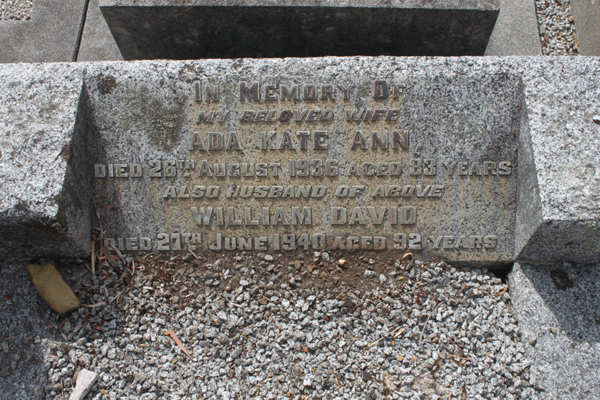 In Memory Of
MY BELOVED WIFE
ADA KATE ANN
DIED 26TH AUGUST 1936 AGED 83 YEARS
ALSO HUSBAND OF ABOVE
WILLIAM DAVID
DIED 27TH JUNE 1940 AGED 92 YEARS